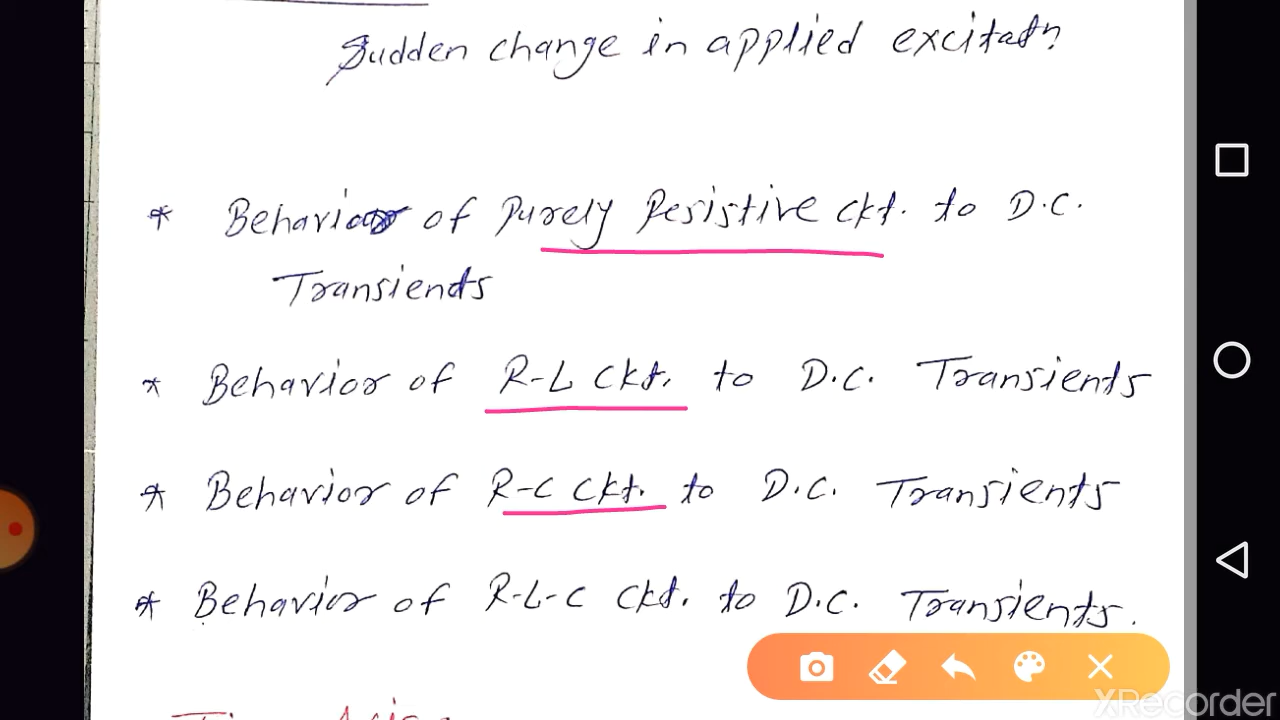 Sudden change in applied excitatn
* Behavior of Purely Resistive Ckt. to D.C.
Transients
* Behavior of R-L Ckt. to D.C. Transients
* Behavior of R-C Ckt. to D.C. Transients
* Behavior of R-L-C Ckt. to D.C. Transients.
XRecorder